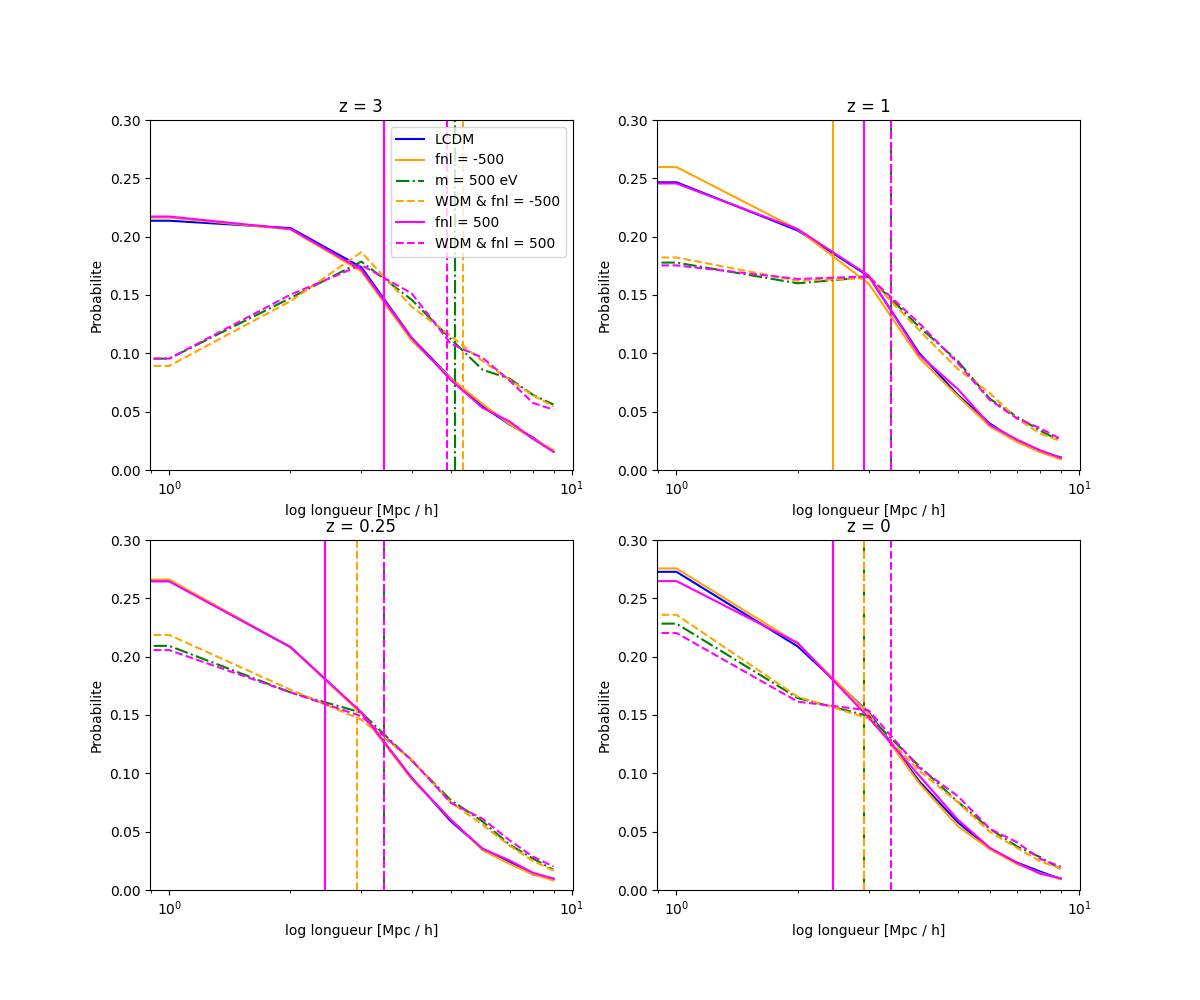 z = 3
0.30
0.25
0.20
0.15
0.10
0.05
0.00
Probabilite
10⁰
10¹
log longueur [Mpc / h]
LCDM
fnl = -500
m = 500 eV
WDM & fnl = -500
fnl = 500
WDM & fnl = 500
z = 1
0.30
0.25
0.20
0.15
0.10
0.05
0.00
Probabilite
10⁰
10¹
log longueur [Mpc / h]
z = 0.25
0.30
0.25
0.20
0.15
0.10
0.05
0.00
Probabilite
10⁰
10¹
log longueur [Mpc / h]
z = 0
0.30
0.25
0.20
0.15
0.10
0.05
0.00
Probabilite
10⁰
10¹
log longueur [Mpc / h]